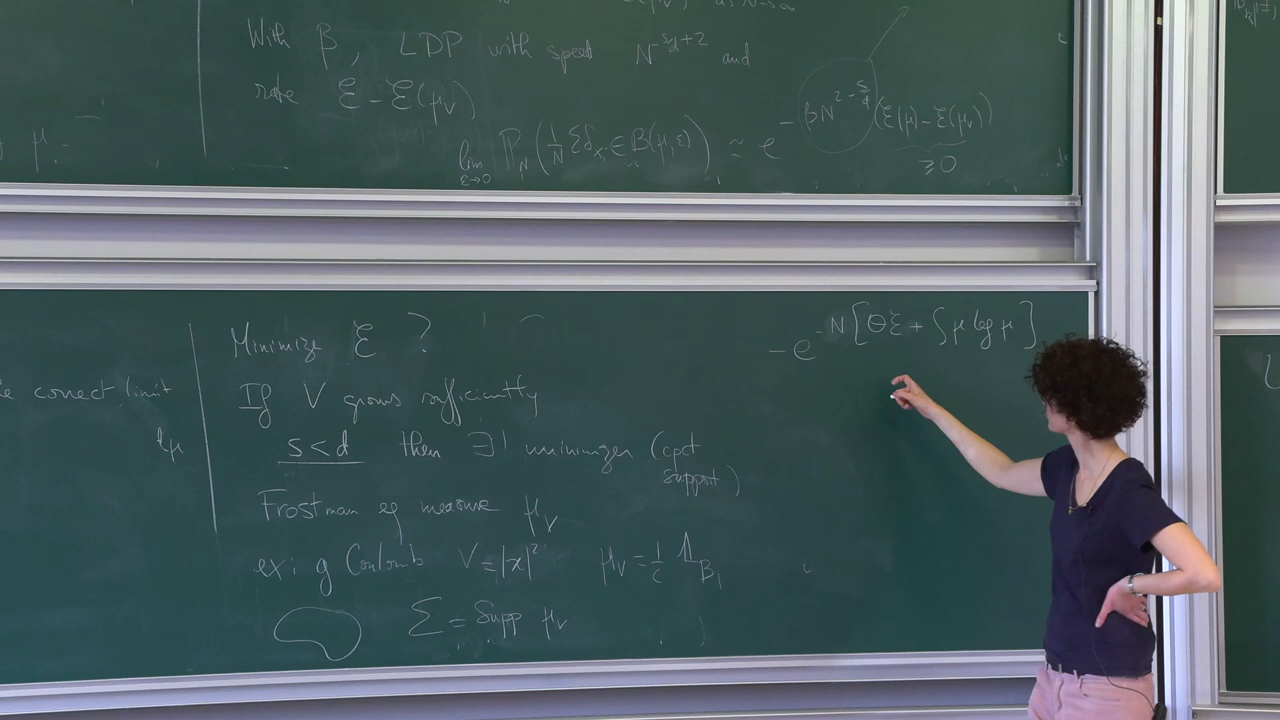 With β, LDP with speed N^{s/d+2} and
rate ℰ - ℰ(μ_V)
lim_{ε→0} ℙ_N (1/N Σδ_{x_i} ∈ B(μ,ε)) ≃ e^{-βN^{2-s/d}(ℰ(μ)-ℰ(μ_V))}
≥0
μ.
Minimize ℰ ?
-e^{-N[θℰ + ∫μ log μ]}
If V grows sufficiently
correct limit
s<d then ∃! minimizer (cpt support)
Frostman eq measure μ_V
ex: g Coulomb V=|x|² μ_V = 1/c 𝟙_{B_1}
Σ = Supp μ_V